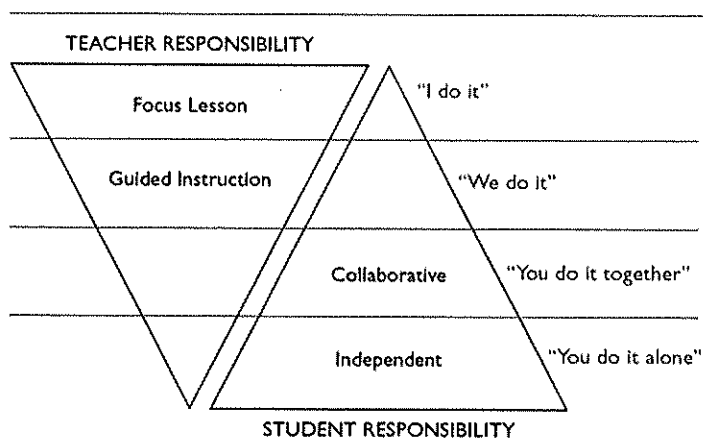 TEACHER RESPONSIBILITY
Focus Lesson
"I do it"
Guided Instruction
"We do it"
Collaborative
"You do it together"
Independent
"You do it alone"
STUDENT RESPONSIBILITY